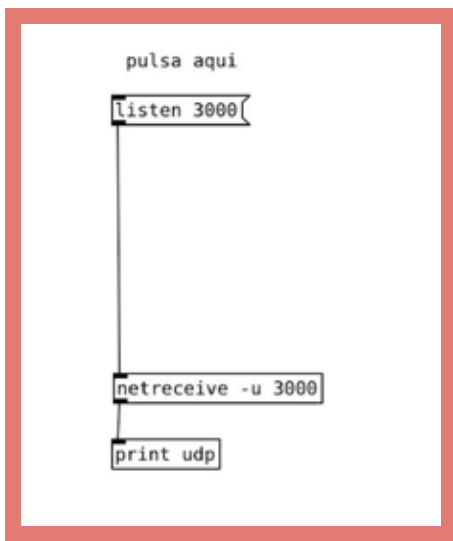 pulsa aqui
listen 3000
netreceive -u 3000
print udp